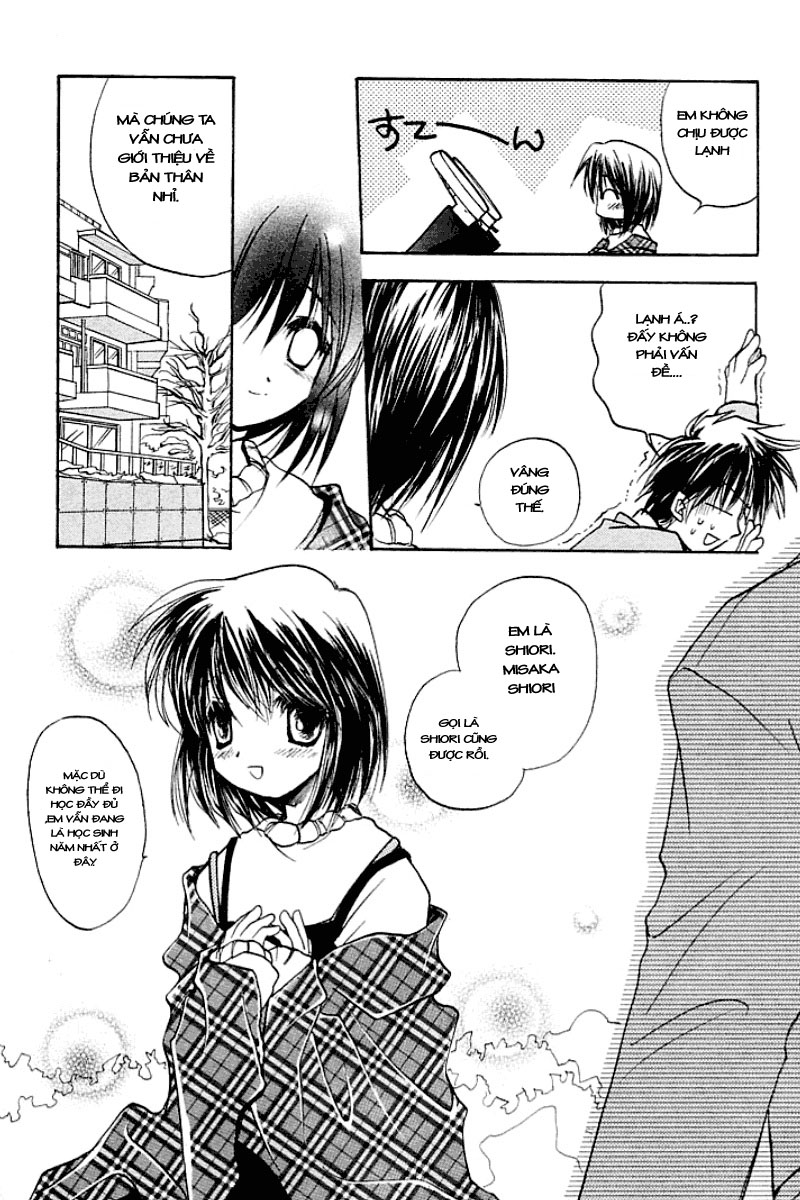 EM KHÔNG
CHỊU ĐƯỢC
LẠNH
すてーん
LẠNH Á..?
ĐẤY KHÔNG
PHẢI VẤN
ĐỀ....
VÂNG
ĐÚNG
THẾ.
MÀ CHÚNG TA
VẪN CHƯA
GIỚI THIỆU VỀ
BẢN THÂN
NHỈ.
EM LÀ
SHIORI.
MISAKA
SHIORI
GỌI LÀ
SHIORI CŨNG
ĐƯỢC RỒI.
MẶC DÙ
KHÔNG THỂ ĐI
HỌC ĐẦY ĐỦ
,EM VẪN ĐANG
LÁ HỌC SINH
NĂM NHẤT Ở
ĐÂY.